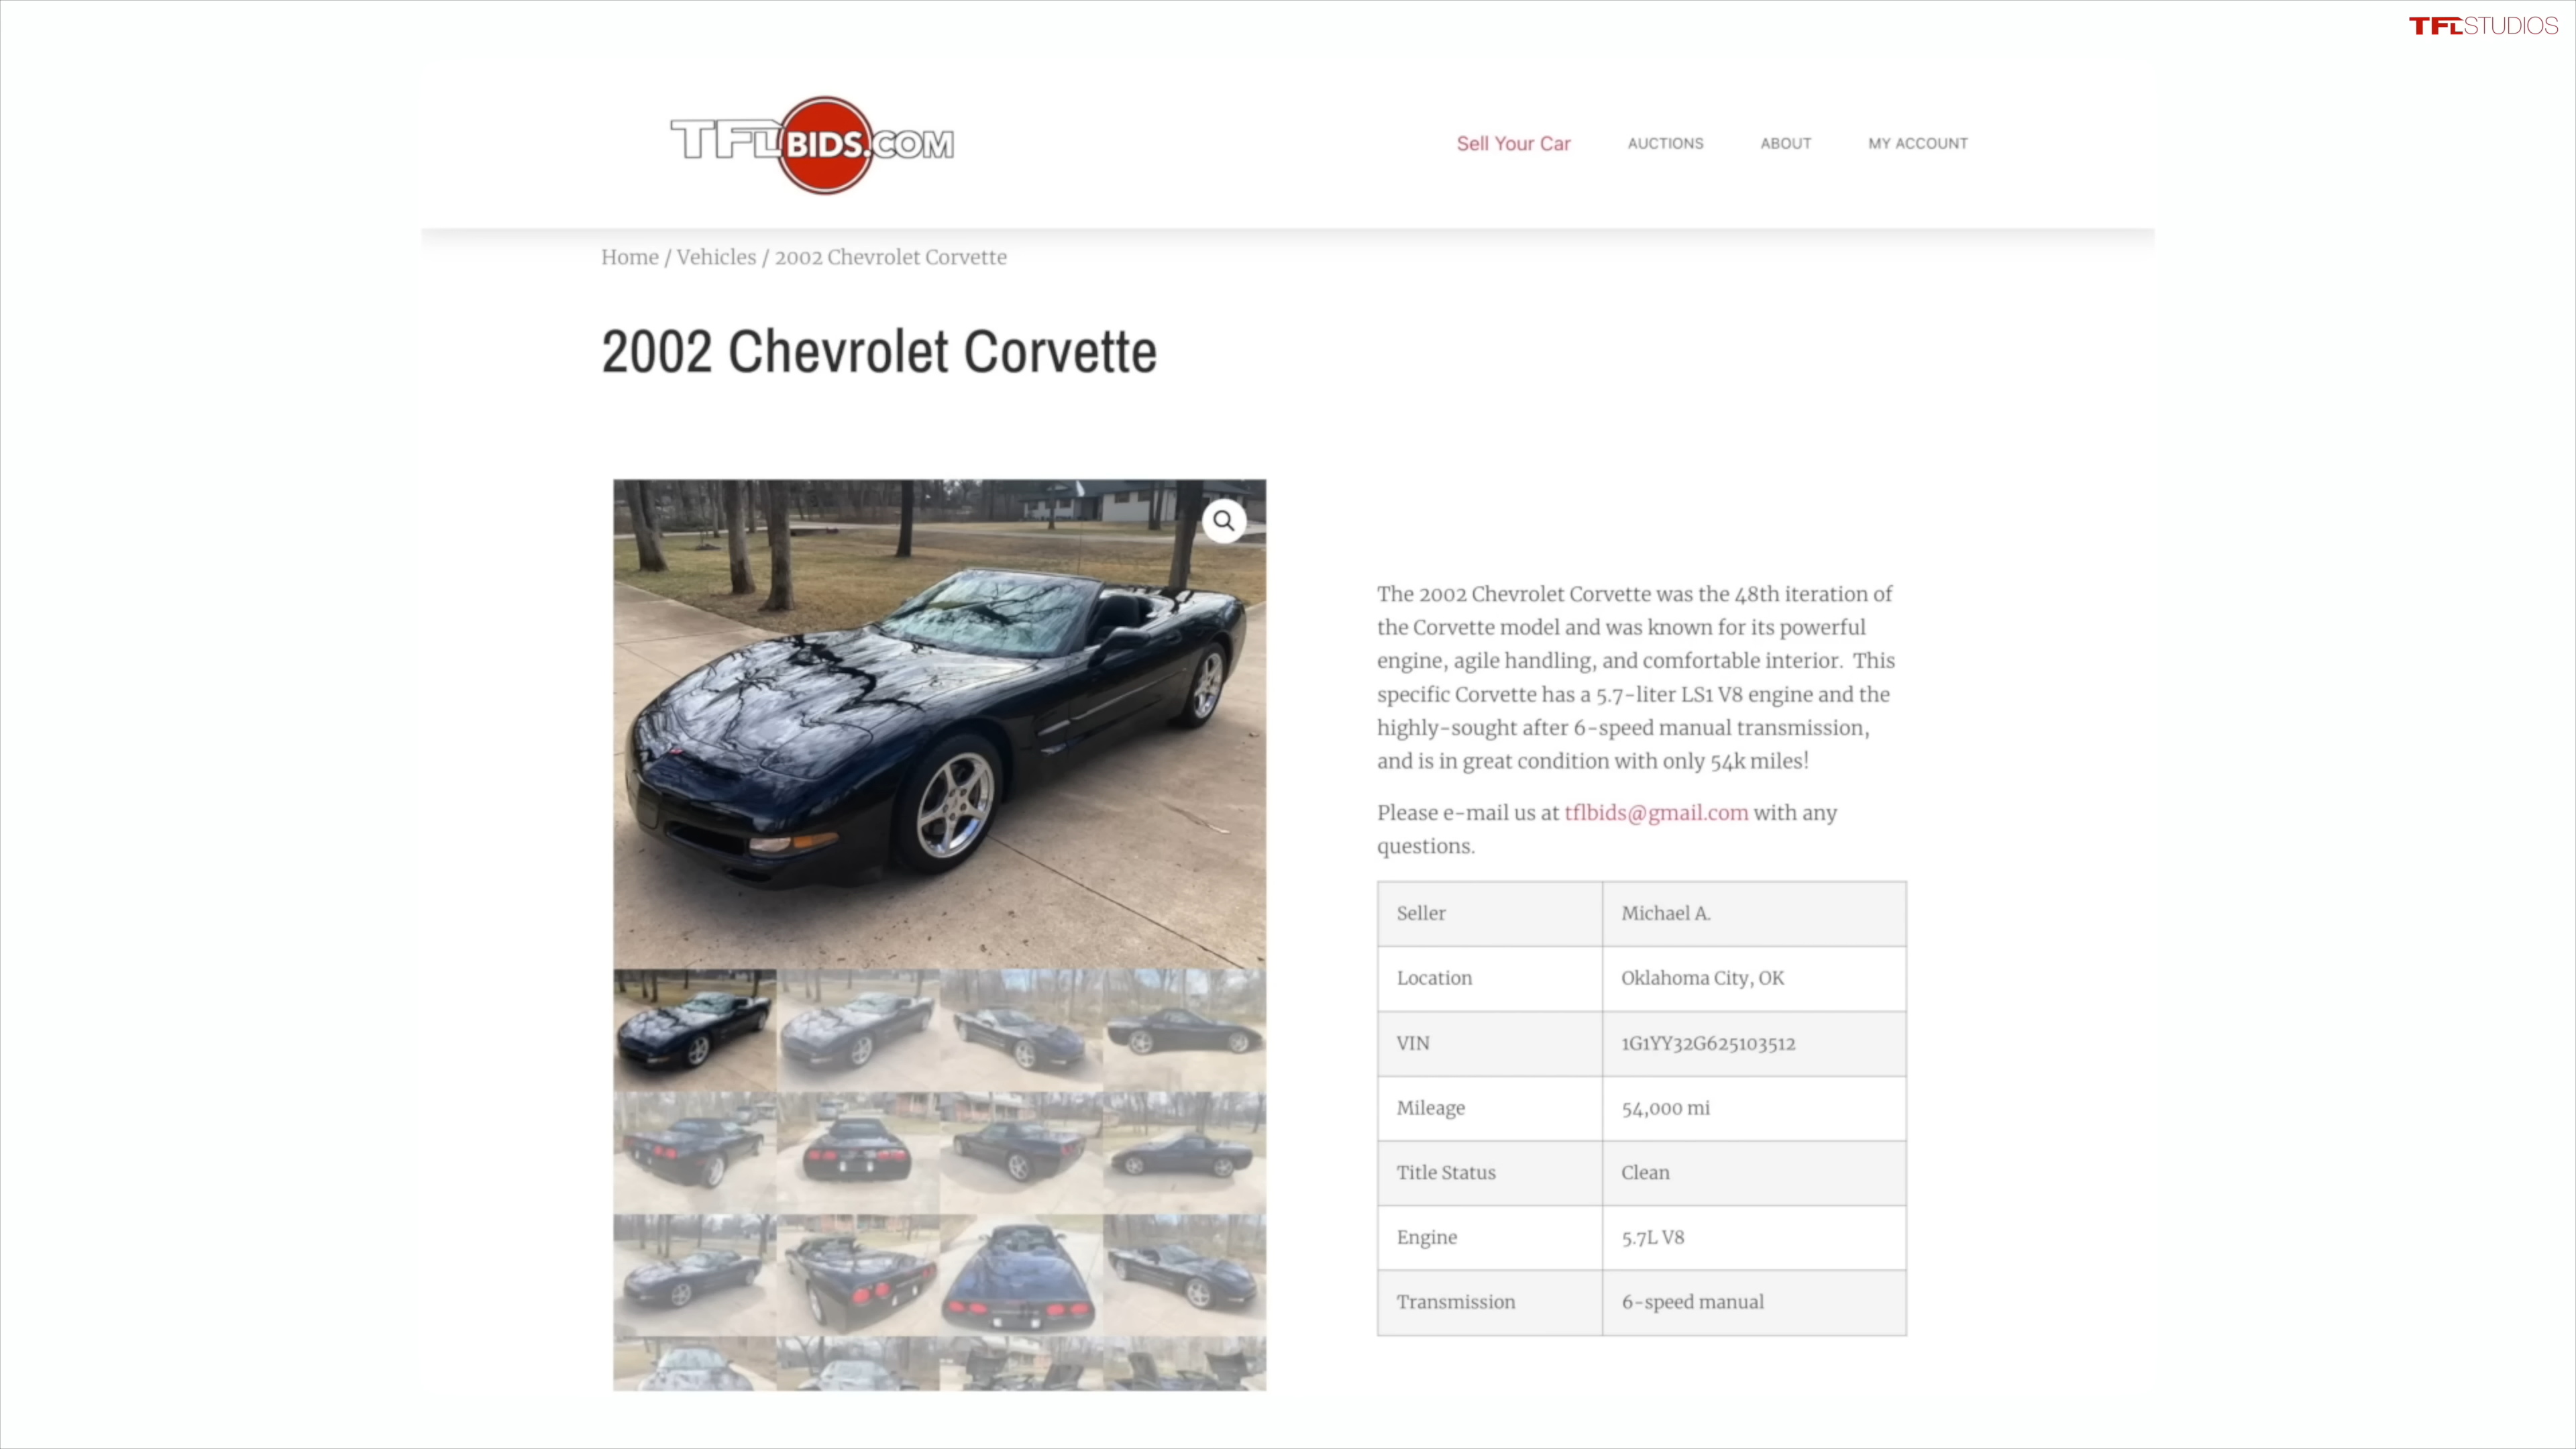 TFLSTUDIOS
TFLBIDS.COM
Sell Your Car
AUCTIONS
ABOUT
MY ACCOUNT
Home / Vehicles / 2002 Chevrolet Corvette
2002 Chevrolet Corvette
The 2002 Chevrolet Corvette was the 48th iteration of
the Corvette model and was known for its powerful
engine, agile handling, and comfortable interior.  This
specific Corvette has a 5.7-liter LS1 V8 engine and the
highly-sought after 6-speed manual transmission,
and is in great condition with only 54k miles!
Please e-mail us at tflbids@gmail.com with any
questions.
Seller Michael A.
Location Oklahoma City, OK
VIN 1G1YY32G625103512
Mileage 54,000 mi
Title Status Clean
Engine 5.7L V8
Transmission 6-speed manual